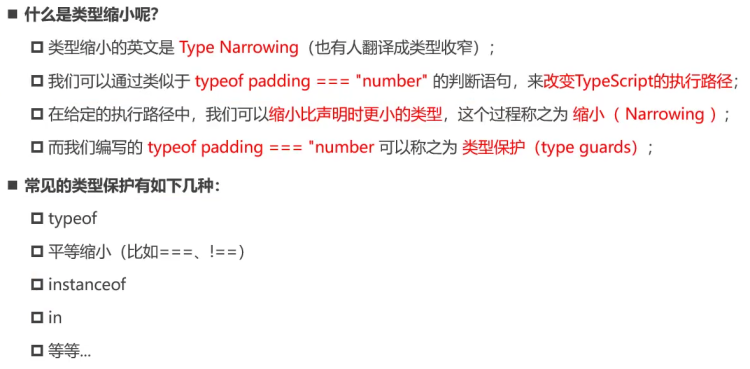 什么是类型缩小呢？
类型缩小的英文是 Type Narrowing（也有人翻译成类型收窄）；
我们可以通过类似于 typeof padding === "number" 的判断语句，来改变TypeScript的执行路径；
在给定的执行路径中，我们可以缩小比声明时更小的类型，这个过程称之为 缩小（ Narrowing ）；
而我们编写的 typeof padding === "number 可以称之为 类型保护（type guards）；
常见的类型保护有如下几种：
typeof
平等缩小（比如===、!==）
instanceof
in
等等...